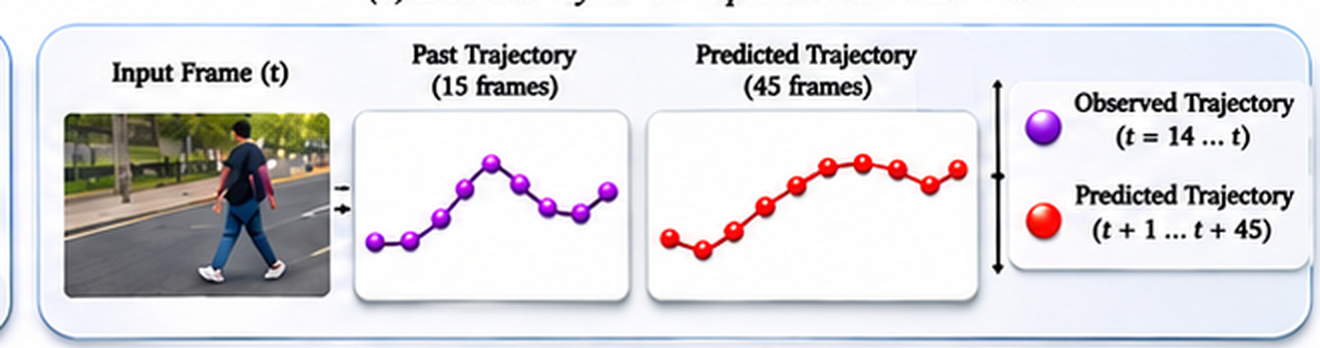 Input Frame (t)
Past Trajectory
(15 frames)
Predicted Trajectory
(45 frames)
Observed Trajectory
(t = 14 ... t)
Predicted Trajectory
(t + 1 ... t + 45)